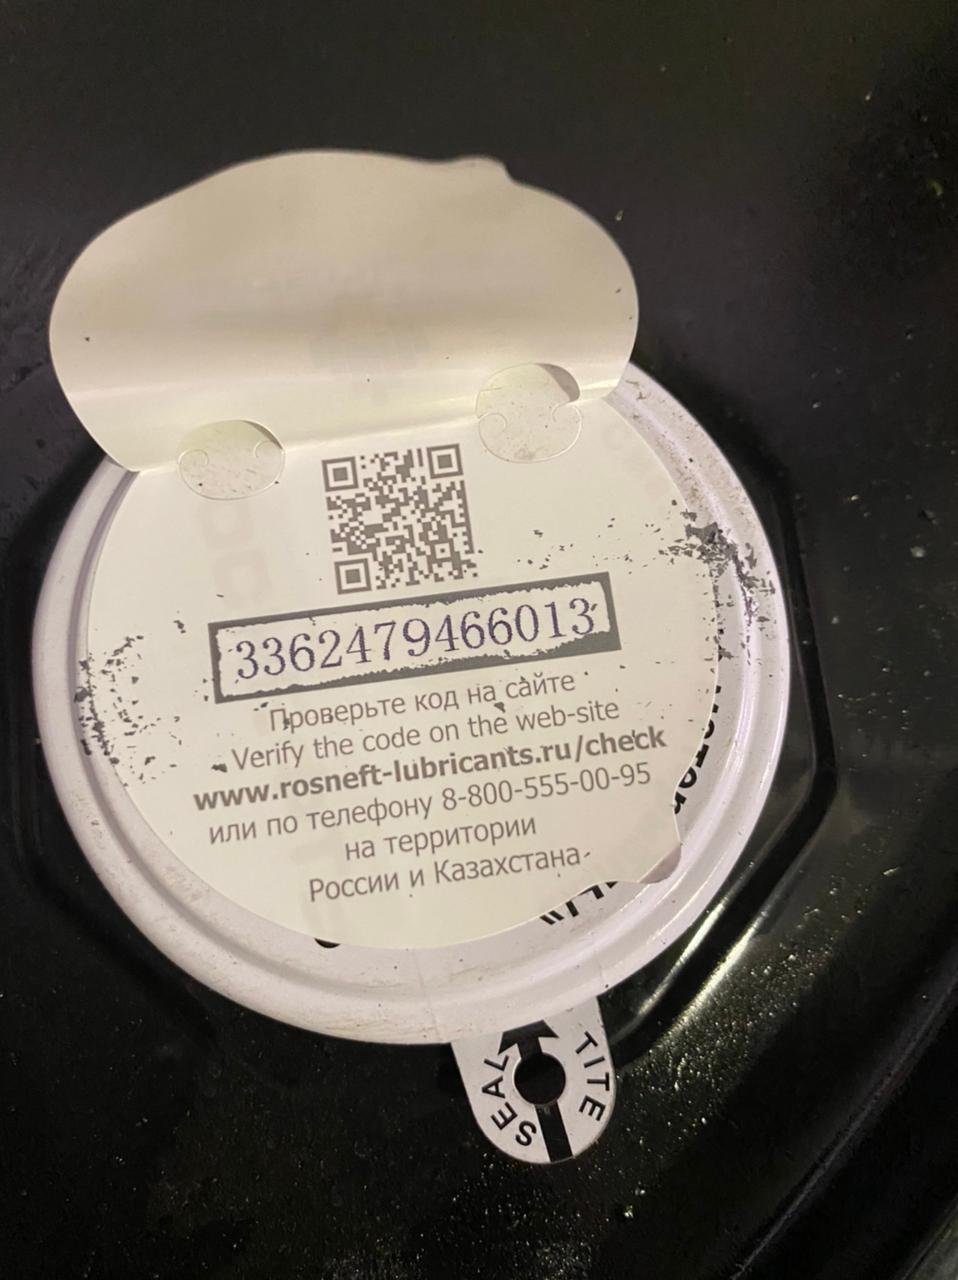 3362479466013
Проверьте код на сайте
Verify the code on the web-site
www.rosneft-lubricants.ru/check
или по телефону 8-800-555-00-95
на территории
России и Казахстана
SEAL TITE